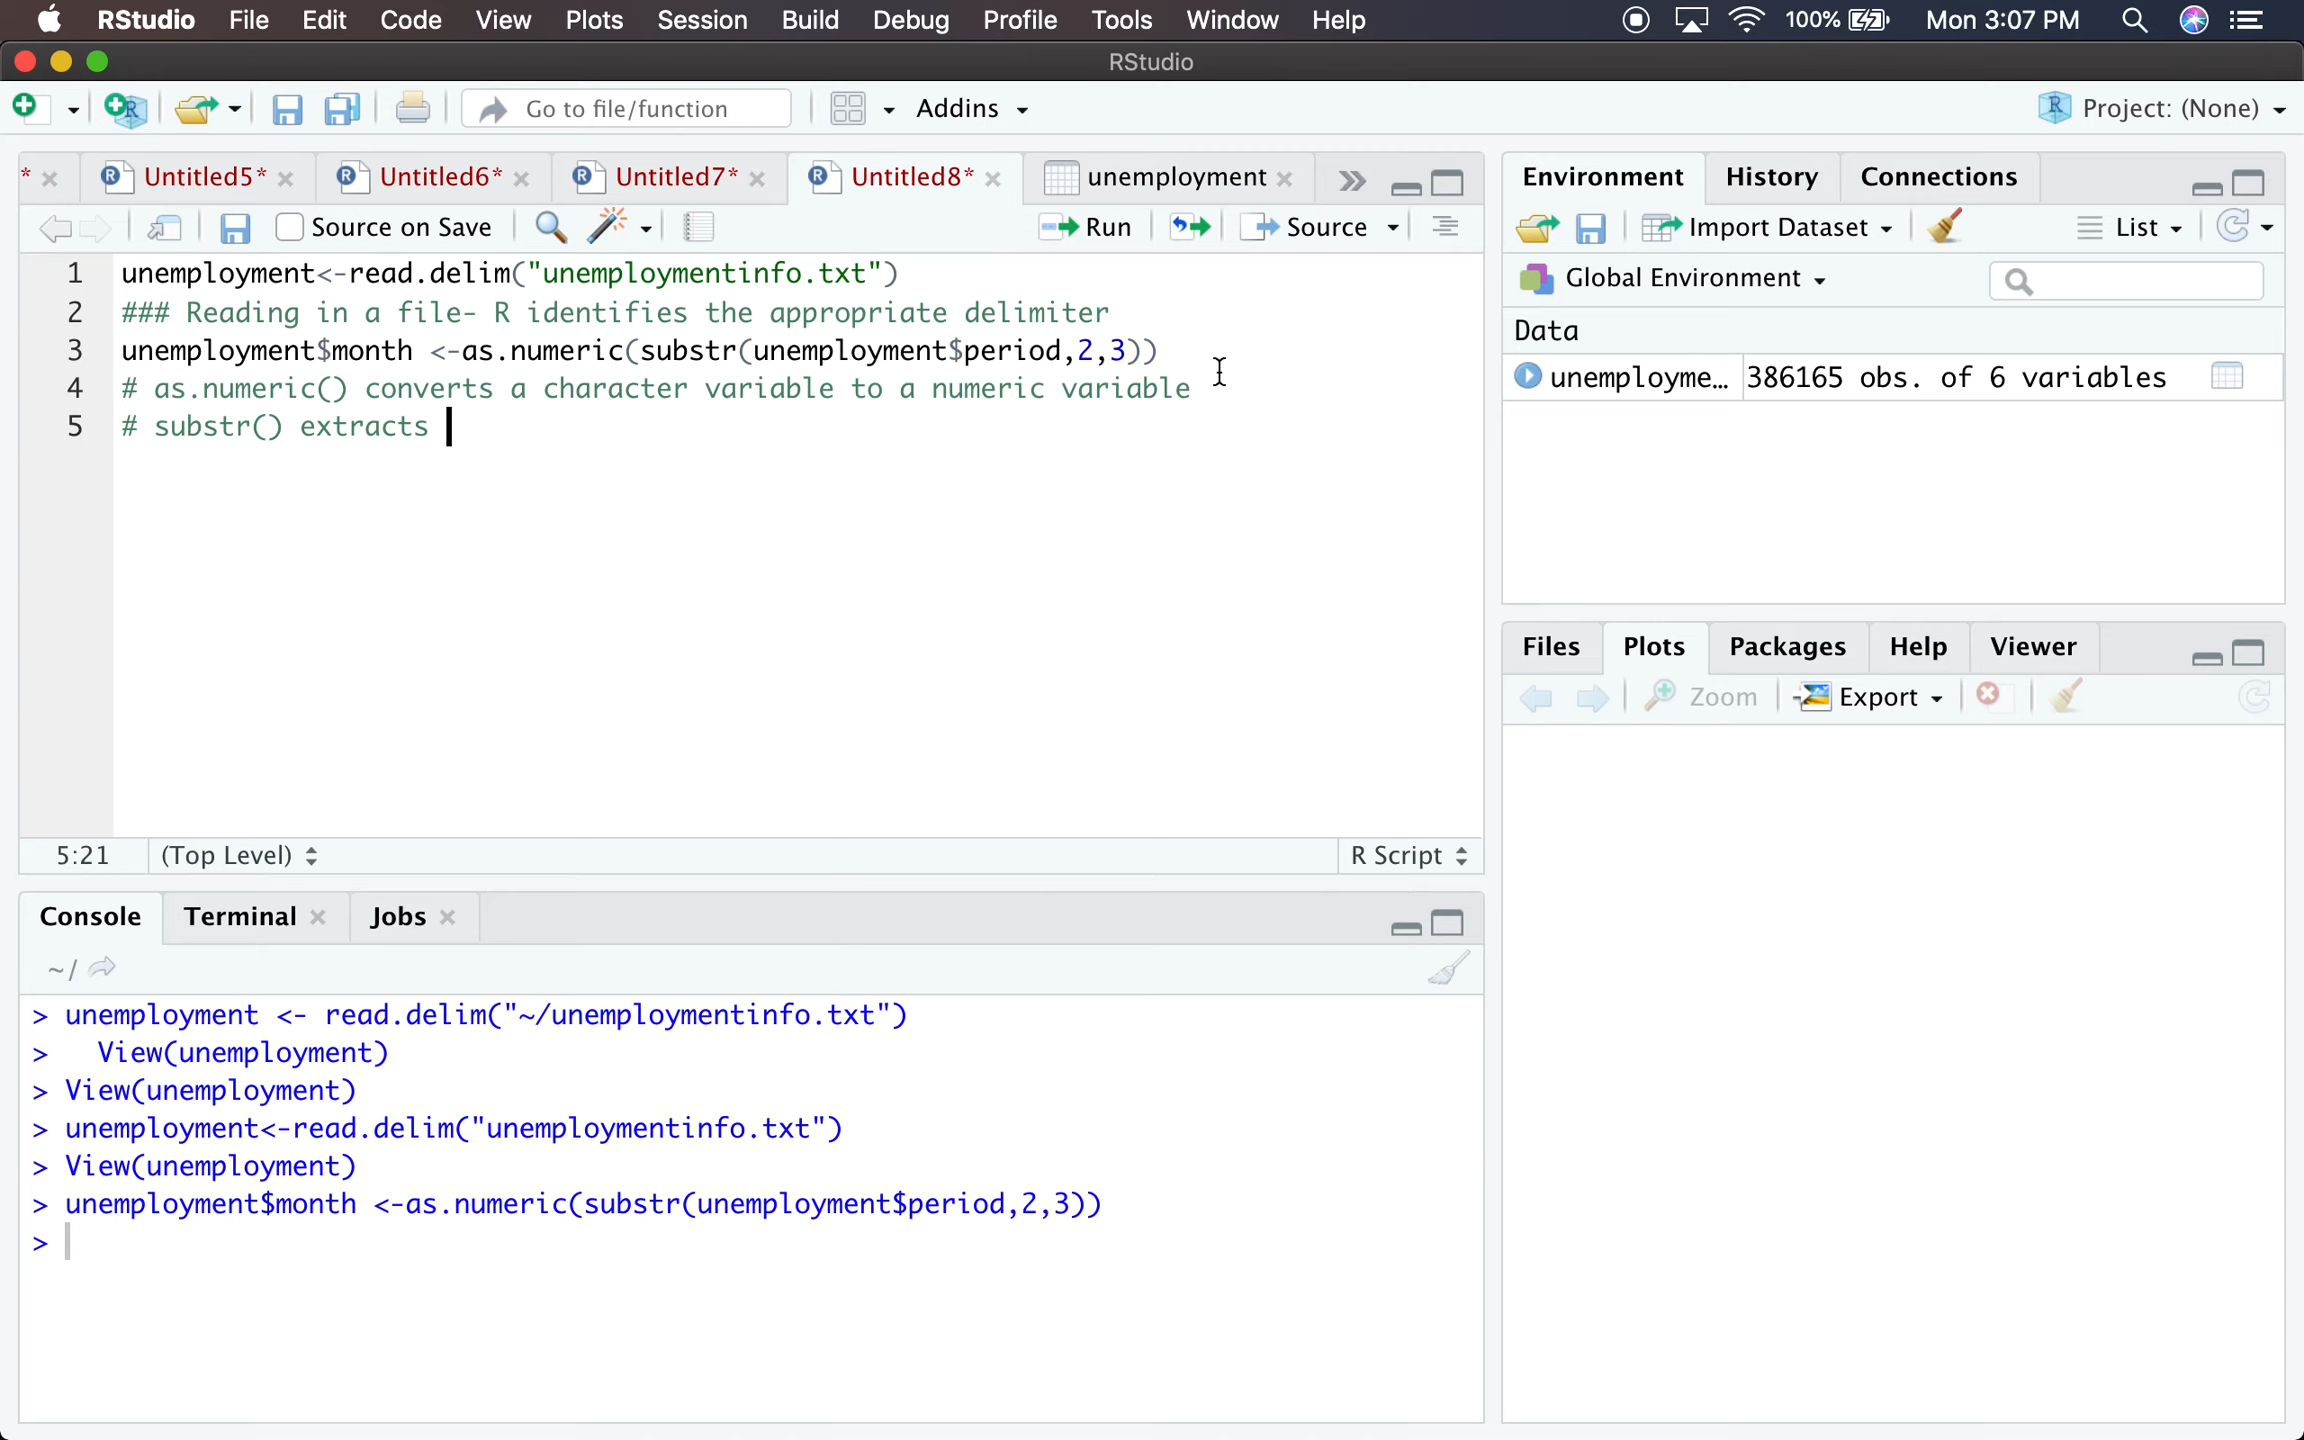 RStudio File Edit Code View Plots Session Build Debug Profile Tools Window Help 100% Mon 3:07 PM
RStudio
Go to file/function Addins Project: (None)
* Untitled5* Untitled6* Untitled7* Untitled8* unemployment
Source on Save Run Source
1 unemployment<-read.delim("unemploymentinfo.txt")
2 ### Reading in a file- R identifies the appropriate delimiter
3 unemployment$month <-as.numeric(substr(unemployment$period,2,3))
4 # as.numeric() converts a character variable to a numeric variable
5 # substr() extracts
5:21 (Top Level) R Script
Console Terminal Jobs
~/
> unemployment <- read.delim("~/unemploymentinfo.txt")
>   View(unemployment)
> View(unemployment)
> unemployment<-read.delim("unemploymentinfo.txt")
> View(unemployment)
> unemployment$month <-as.numeric(substr(unemployment$period,2,3))
>
Environment History Connections
Import Dataset List
Global Environment
Data
unemployme… 386165 obs. of 6 variables
Files Plots Packages Help Viewer
Zoom Export